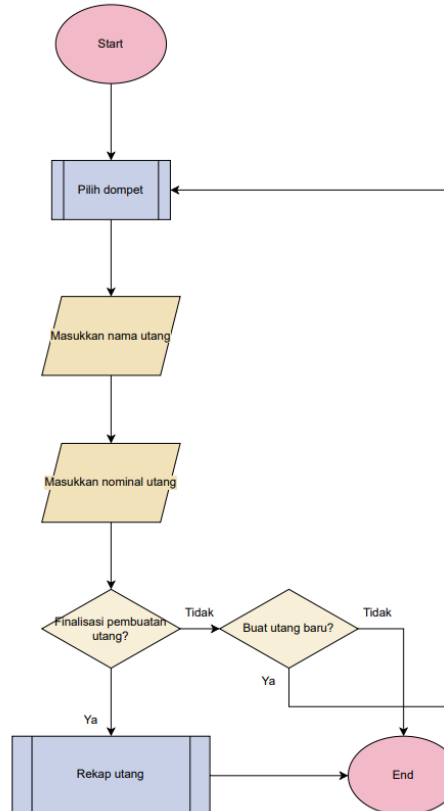 Start
Pilih dompet
Masukkan nama utang
Masukkan nominal utang
Finalisasi pembuatan
utang?
Tidak
Buat utang baru?
Tidak
Ya
Ya
Rekap utang
End